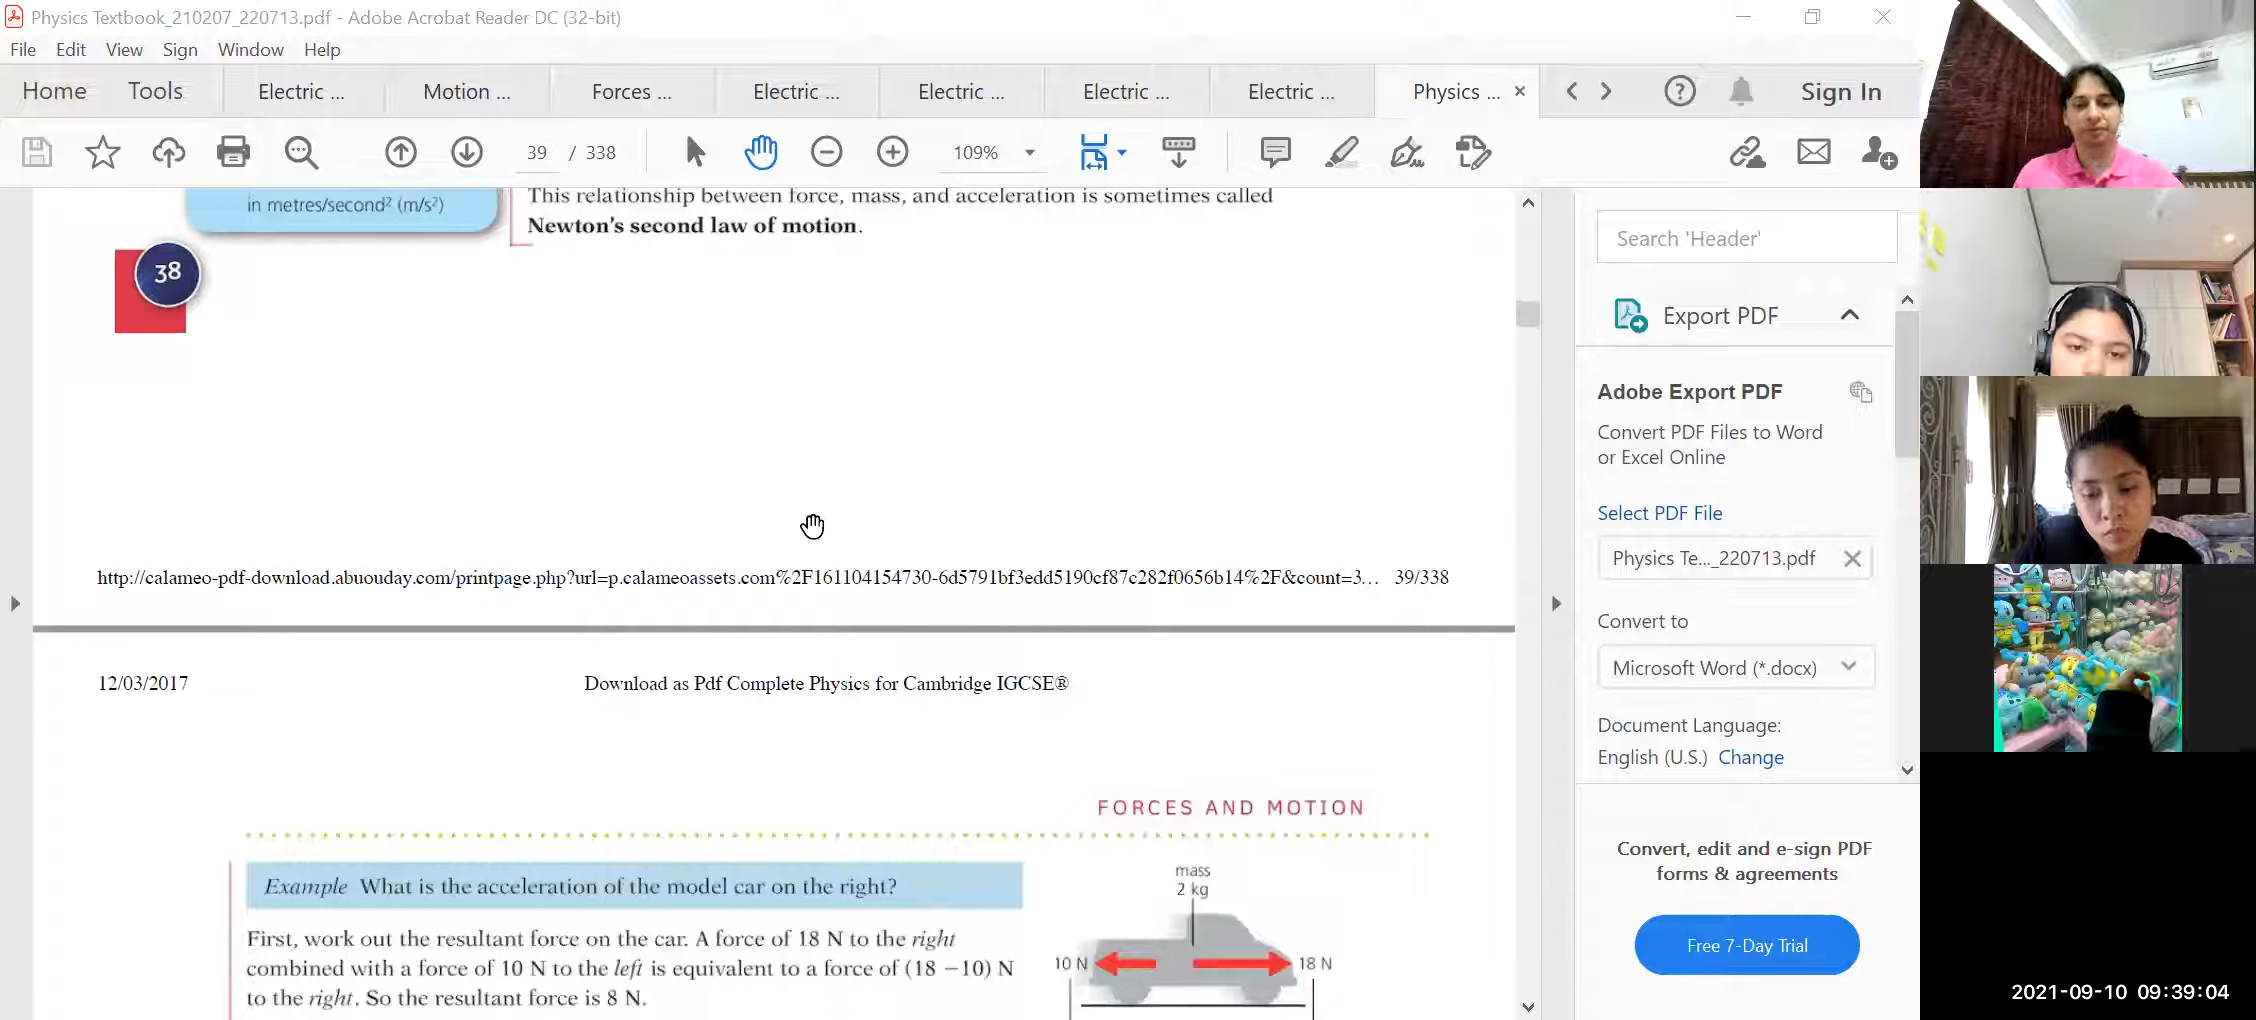 Physics Textbook_210207_220713.pdf - Adobe Acrobat Reader DC (32-bit)
File Edit View Sign Window Help
Home Tools Electric ... Motion ... Forces ... Electric ... Electric ... Electric ... Electric ... Physics ... × ? Sign In
39 / 338 109%
in metres/second² (m/s²)
This relationship between force, mass, and acceleration is sometimes called
Newton's second law of motion.
38
http://calameo-pdf-download.abuouday.com/printpage.php?url=p.calameoassets.com%2F161104154730-6d5791bf3edd5190cf87c282f0656b14%2F&count=3... 39/338
12/03/2017 Download as Pdf Complete Physics for Cambridge IGCSE®
FORCES AND MOTION
Example What is the acceleration of the model car on the right?
First, work out the resultant force on the car. A force of 18 N to the right
combined with a force of 10 N to the left is equivalent to a force of (18 −10) N
to the right. So the resultant force is 8 N.
mass
2 kg
10 N 18 N
Search 'Header'
Export PDF
Adobe Export PDF
Convert PDF Files to Word
or Excel Online
Select PDF File
Physics Te..._220713.pdf
Convert to
Microsoft Word (*.docx)
Document Language:
English (U.S.) Change
Convert, edit and e-sign PDF
forms & agreements
Free 7-Day Trial
2021-09-10 09:39:04